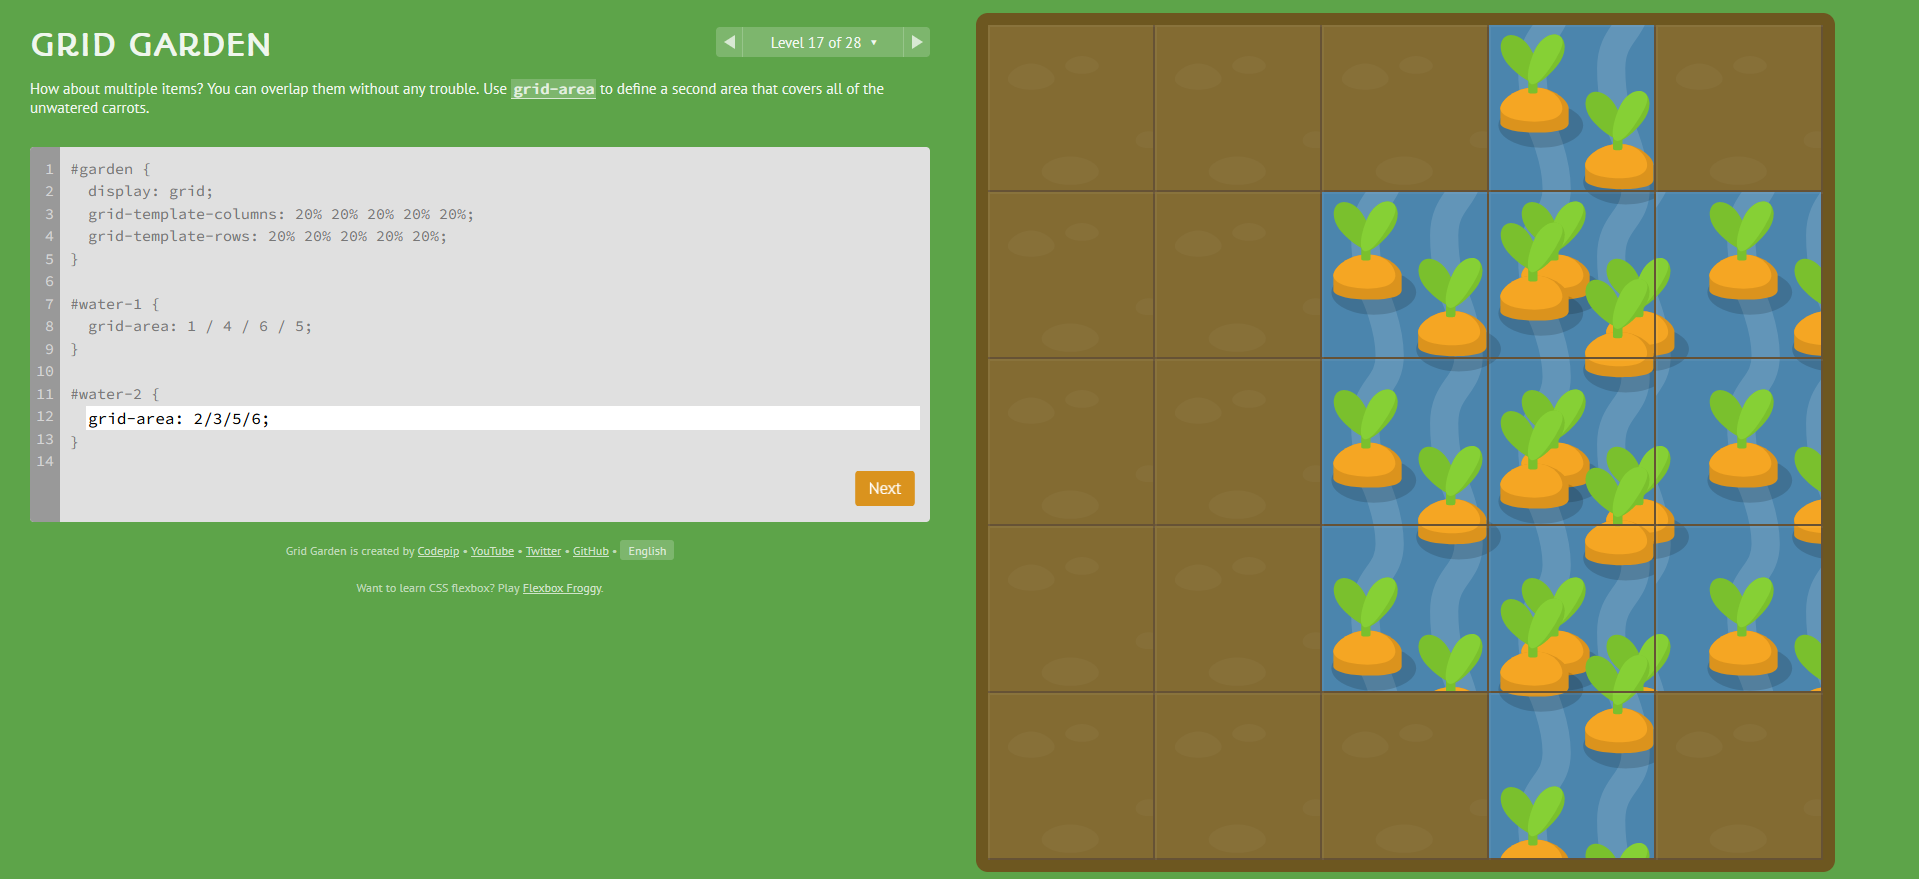 GRID GARDEN
◀ Level 17 of 28 ▾ ▶
How about multiple items? You can overlap them without any trouble. Use grid-area to define a second area that covers all of the
unwatered carrots.
1 #garden {
2 display: grid;
3 grid-template-columns: 20% 20% 20% 20% 20%;
4 grid-template-rows: 20% 20% 20% 20% 20%;
5 }
6
7 #water-1 {
8 grid-area: 1 / 4 / 6 / 5;
9 }
10
11 #water-2 {
12 grid-area: 2/3/5/6;
13 }
14
Next
Grid Garden is created by Codepip • YouTube • Twitter • GitHub • English
Want to learn CSS flexbox? Play Flexbox Froggy.